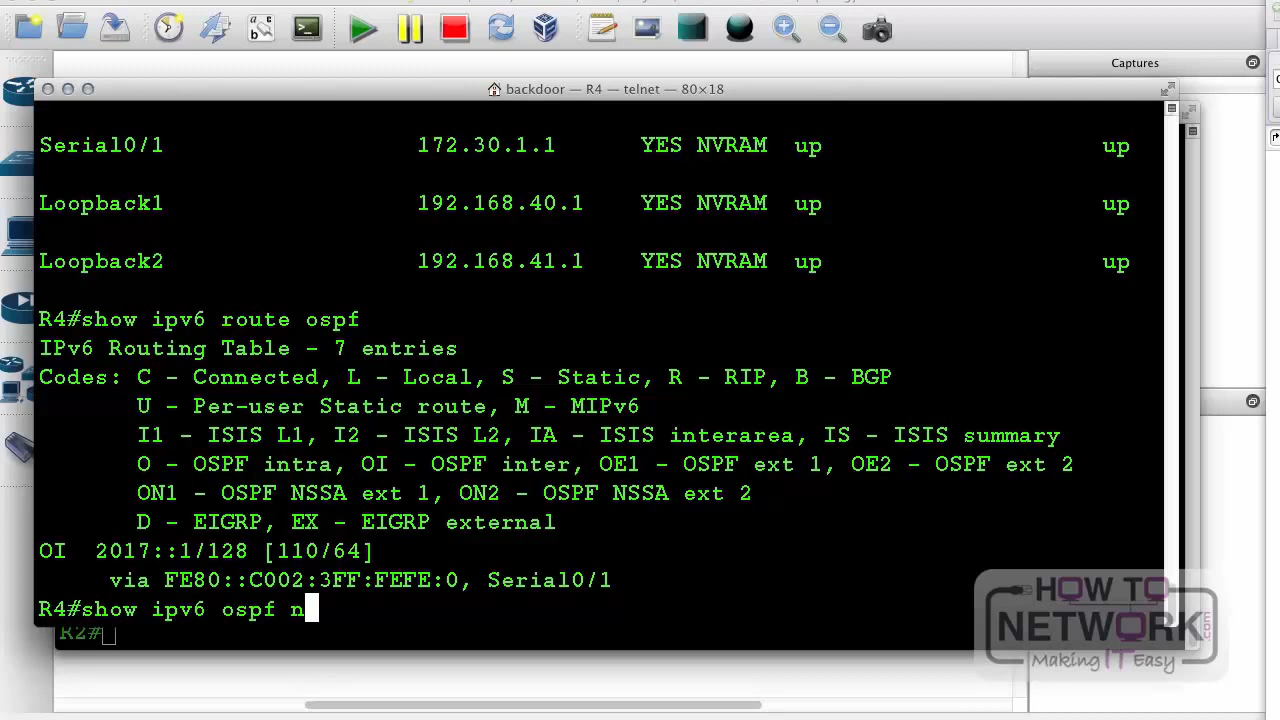 Captures
backdoor — R4 — telnet — 80×18
Serial0/1 172.30.1.1 YES NVRAM up up
Loopback1 192.168.40.1 YES NVRAM up up
Loopback2 192.168.41.1 YES NVRAM up up
R4#show ipv6 route ospf
IPv6 Routing Table - 7 entries
Codes: C - Connected, L - Local, S - Static, R - RIP, B - BGP
U - Per-user Static route, M - MIPv6
I1 - ISIS L1, I2 - ISIS L2, IA - ISIS interarea, IS - ISIS summary
O - OSPF intra, OI - OSPF inter, OE1 - OSPF ext 1, OE2 - OSPF ext 2
ON1 - OSPF NSSA ext 1, ON2 - OSPF NSSA ext 2
D - EIGRP, EX - EIGRP external
OI 2017::1/128 [110/64]
via FE80::C002:3FF:FEFE:0, Serial0/1
R4#show ipv6 ospf n
R2#
HOW TO
NETWORK.com
Making IT Easy